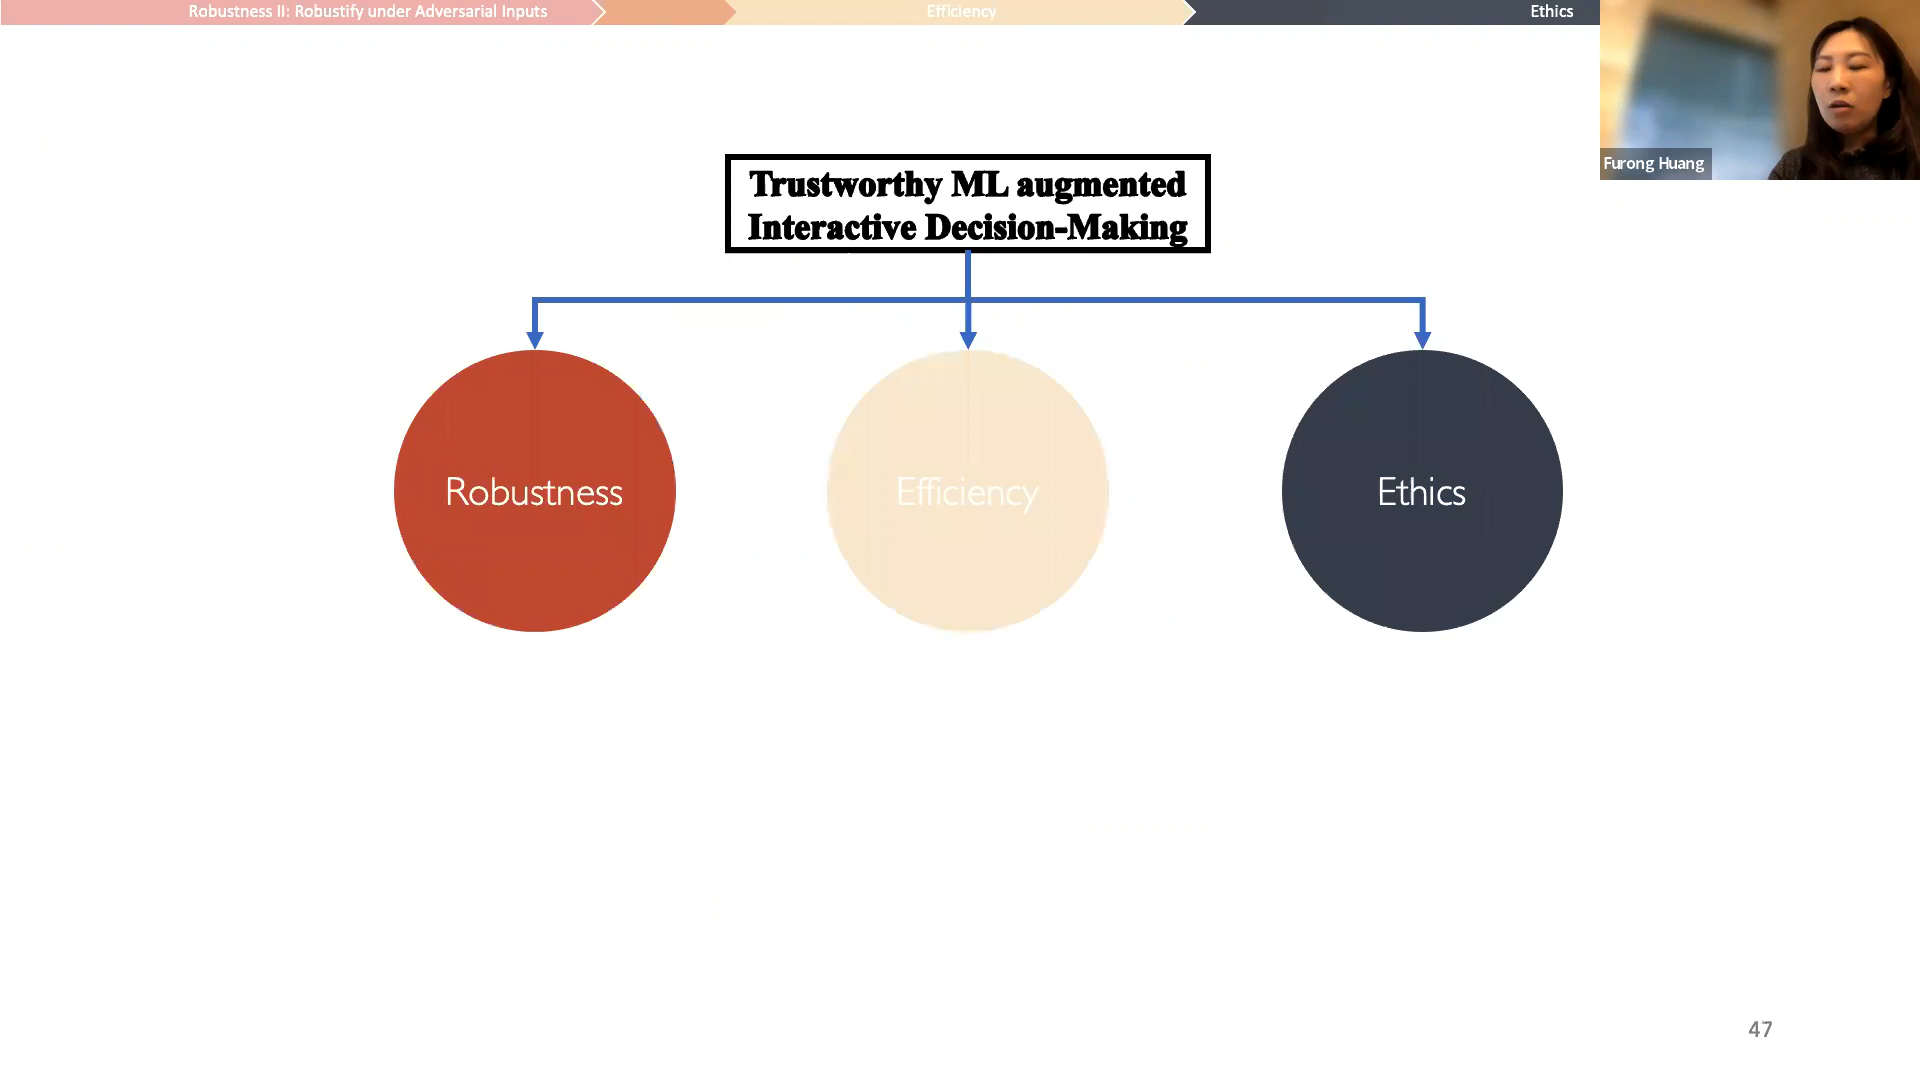 Robustness II: Robustify under Adversarial Inputs
Efficiency
Ethics
Furong Huang
Trustworthy ML augmented
Interactive Decision-Making
Robustness
Efficiency
Ethics
47